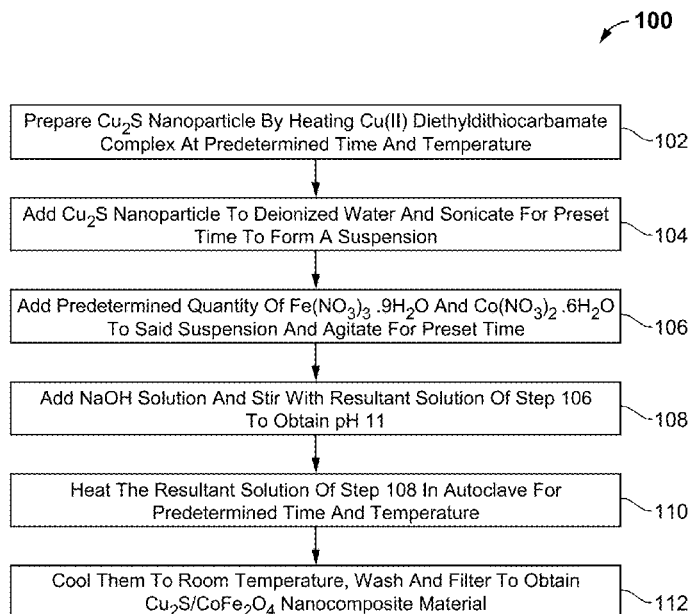 100
Prepare Cu₂S Nanoparticle By Heating Cu(II) Diethyldithiocarbamate
Complex At Predetermined Time And Temperature
102
Add Cu₂S Nanoparticle To Deionized Water And Sonicate For Preset
Time To Form A Suspension
104
Add Predetermined Quantity Of Fe(NO₃)₃ .9H₂O And Co(NO₃)₂ .6H₂O
To Said Suspension And Agitate For Preset Time
106
Add NaOH Solution And Stir With Resultant Solution Of Step 106
To Obtain pH 11
108
Heat The Resultant Solution Of Step 108 In Autoclave For
Predetermined Time And Temperature
110
Cool Them To Room Temperature, Wash And Filter To Obtain
Cu₂S/CoFe₂O₄ Nanocomposite Material
112